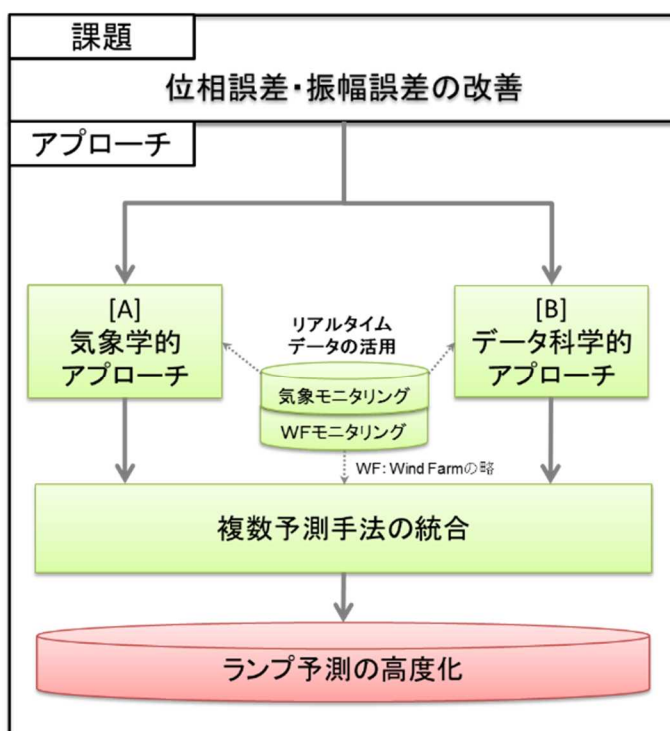 課題
位相誤差・振幅誤差の改善
アプローチ
[A]
気象学的
アプローチ
リアルタイム
データの活用
気象モニタリング
WFモニタリング
[B]
データ科学的
アプローチ
WF: Wind Farmの略
複数予測手法の統合
ランプ予測の高度化